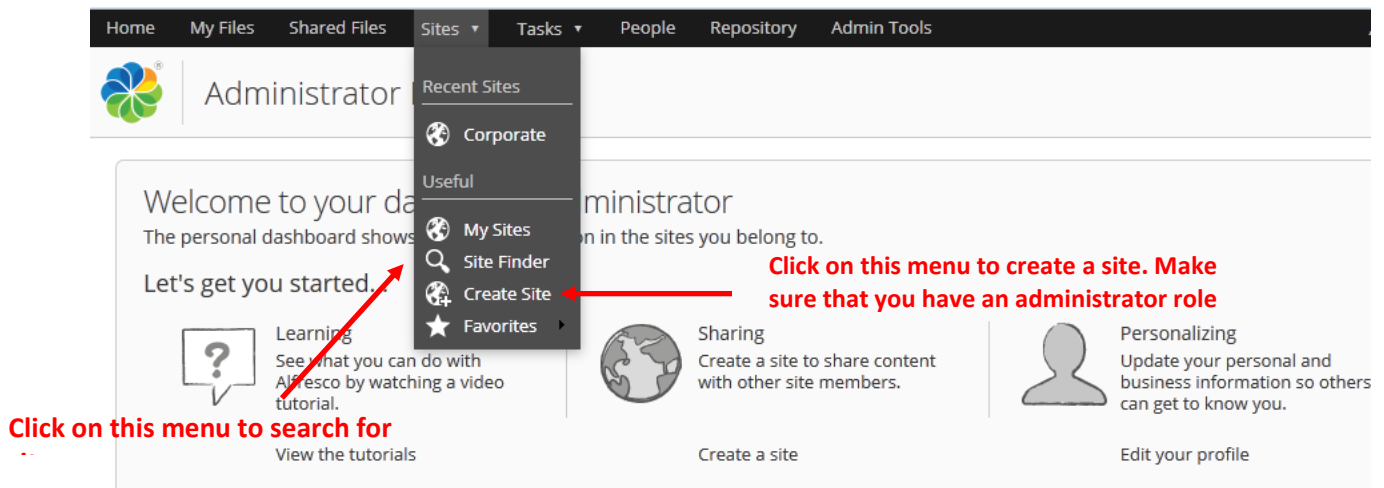 Home My Files Shared Files Sites Tasks People Repository Admin Tools
Administrator
Recent Sites
Corporate
Useful
My Sites
Site Finder
Create Site
Favorites
Welcome to your da ministrator
The personal dashboard shows on in the sites you belong to.
Let's get you started...
Click on this menu to create a site. Make
sure that you have an administrator role
Learning
See what you can do with
Alfresco by watching a video
tutorial.
View the tutorials
Sharing
Create a site to share content
with other site members.
Create a site
Personalizing
Update your personal and
business information so others
can get to know you.
Edit your profile
Click on this menu to search for